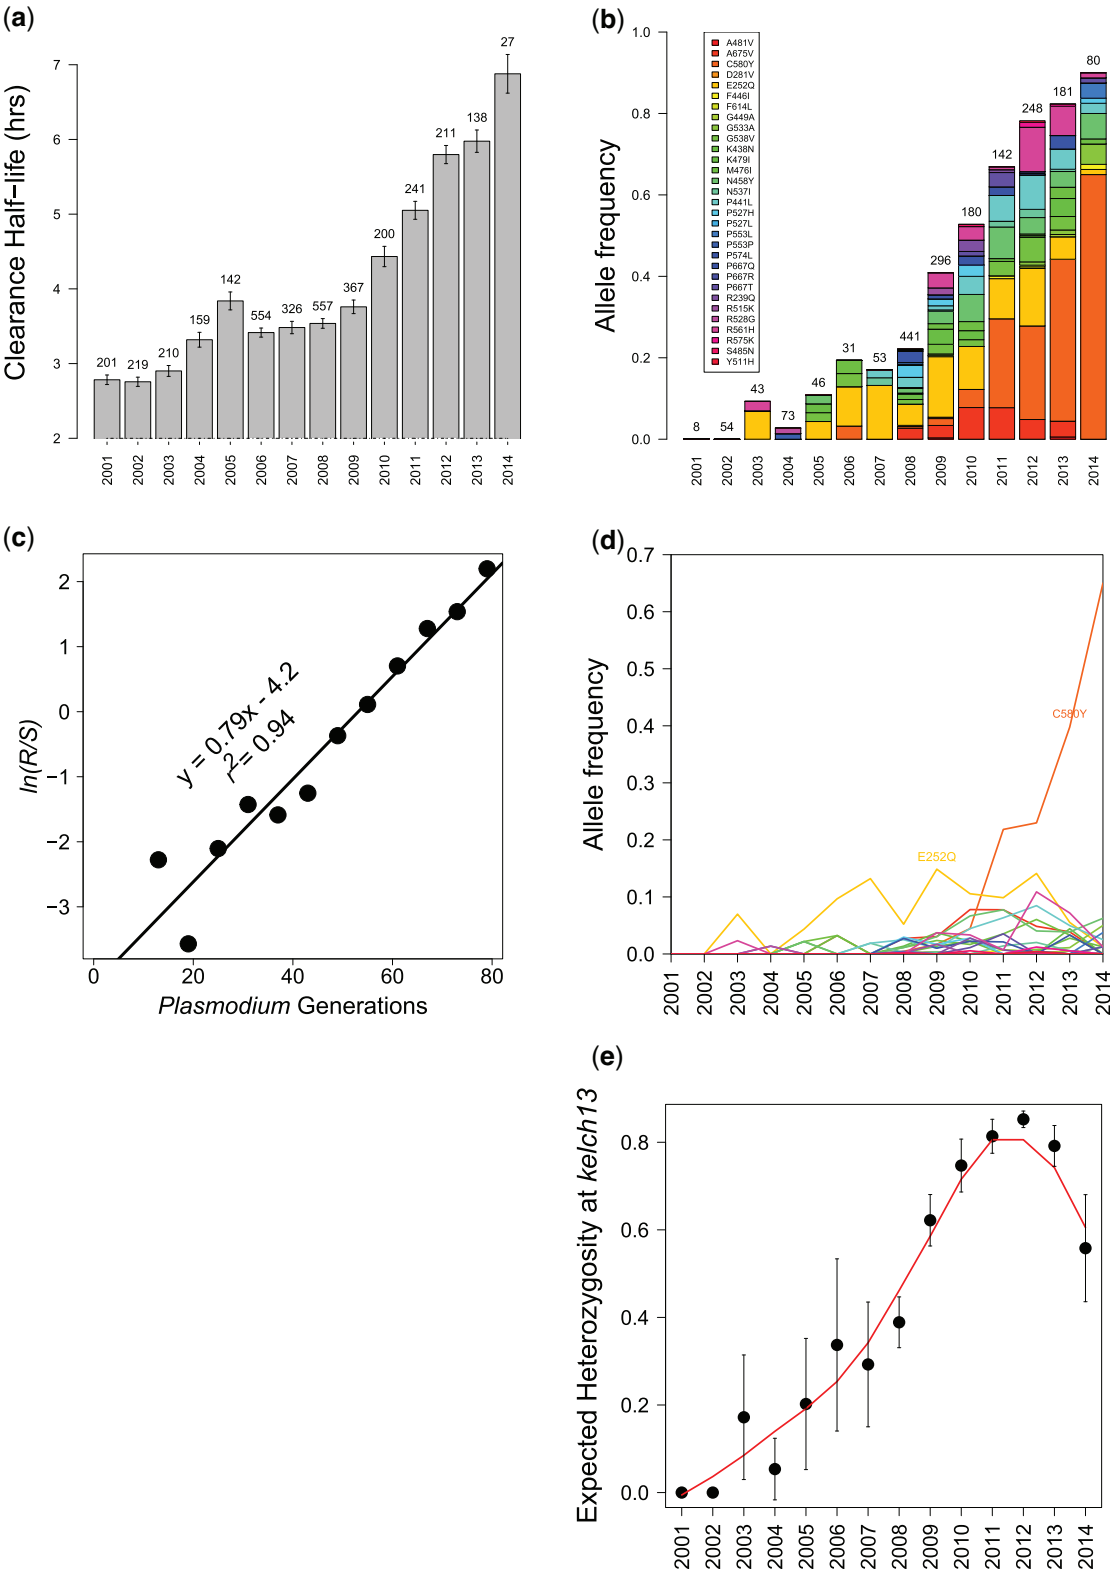 (a)
Clearance Half−life (hrs)
7
6
5
4
3
2
201
219
210
159
142
554
326
557
367
200
241
211
138
27
2001
2002
2003
2004
2005
2006
2007
2008
2009
2010
2011
2012
2013
2014
(b)
Allele frequency
1.0
0.8
0.6
0.4
0.2
0.0
A481V
A675V
C580Y
D281V
E252Q
F446I
F614L
G449A
G533A
G538V
K438N
K479I
M476I
N458Y
N537I
P441L
P527H
P527L
P553L
P553P
P574L
P667Q
P667R
P667T
R239Q
R515K
R528G
R561H
R575K
S485N
Y511H
8
54
43
73
46
31
53
441
296
180
142
248
181
80
2001
2002
2003
2004
2005
2006
2007
2008
2009
2010
2011
2012
2013
2014
(c)
ln(R/S)
2
1
0
−1
−2
−3
y = 0.79x - 4.2
r2= 0.94
0
20
40
60
80
Plasmodium Generations
(d)
Allele frequency
0.7
0.6
0.5
0.4
0.3
0.2
0.1
0.0
C580Y
E252Q
2001
2002
2003
2004
2005
2006
2007
2008
2009
2010
2011
2012
2013
2014
(e)
Expected Heterozygosity at kelch13
0.8
0.6
0.4
0.2
0.0
2001
2002
2003
2004
2005
2006
2007
2008
2009
2010
2011
2012
2013
2014